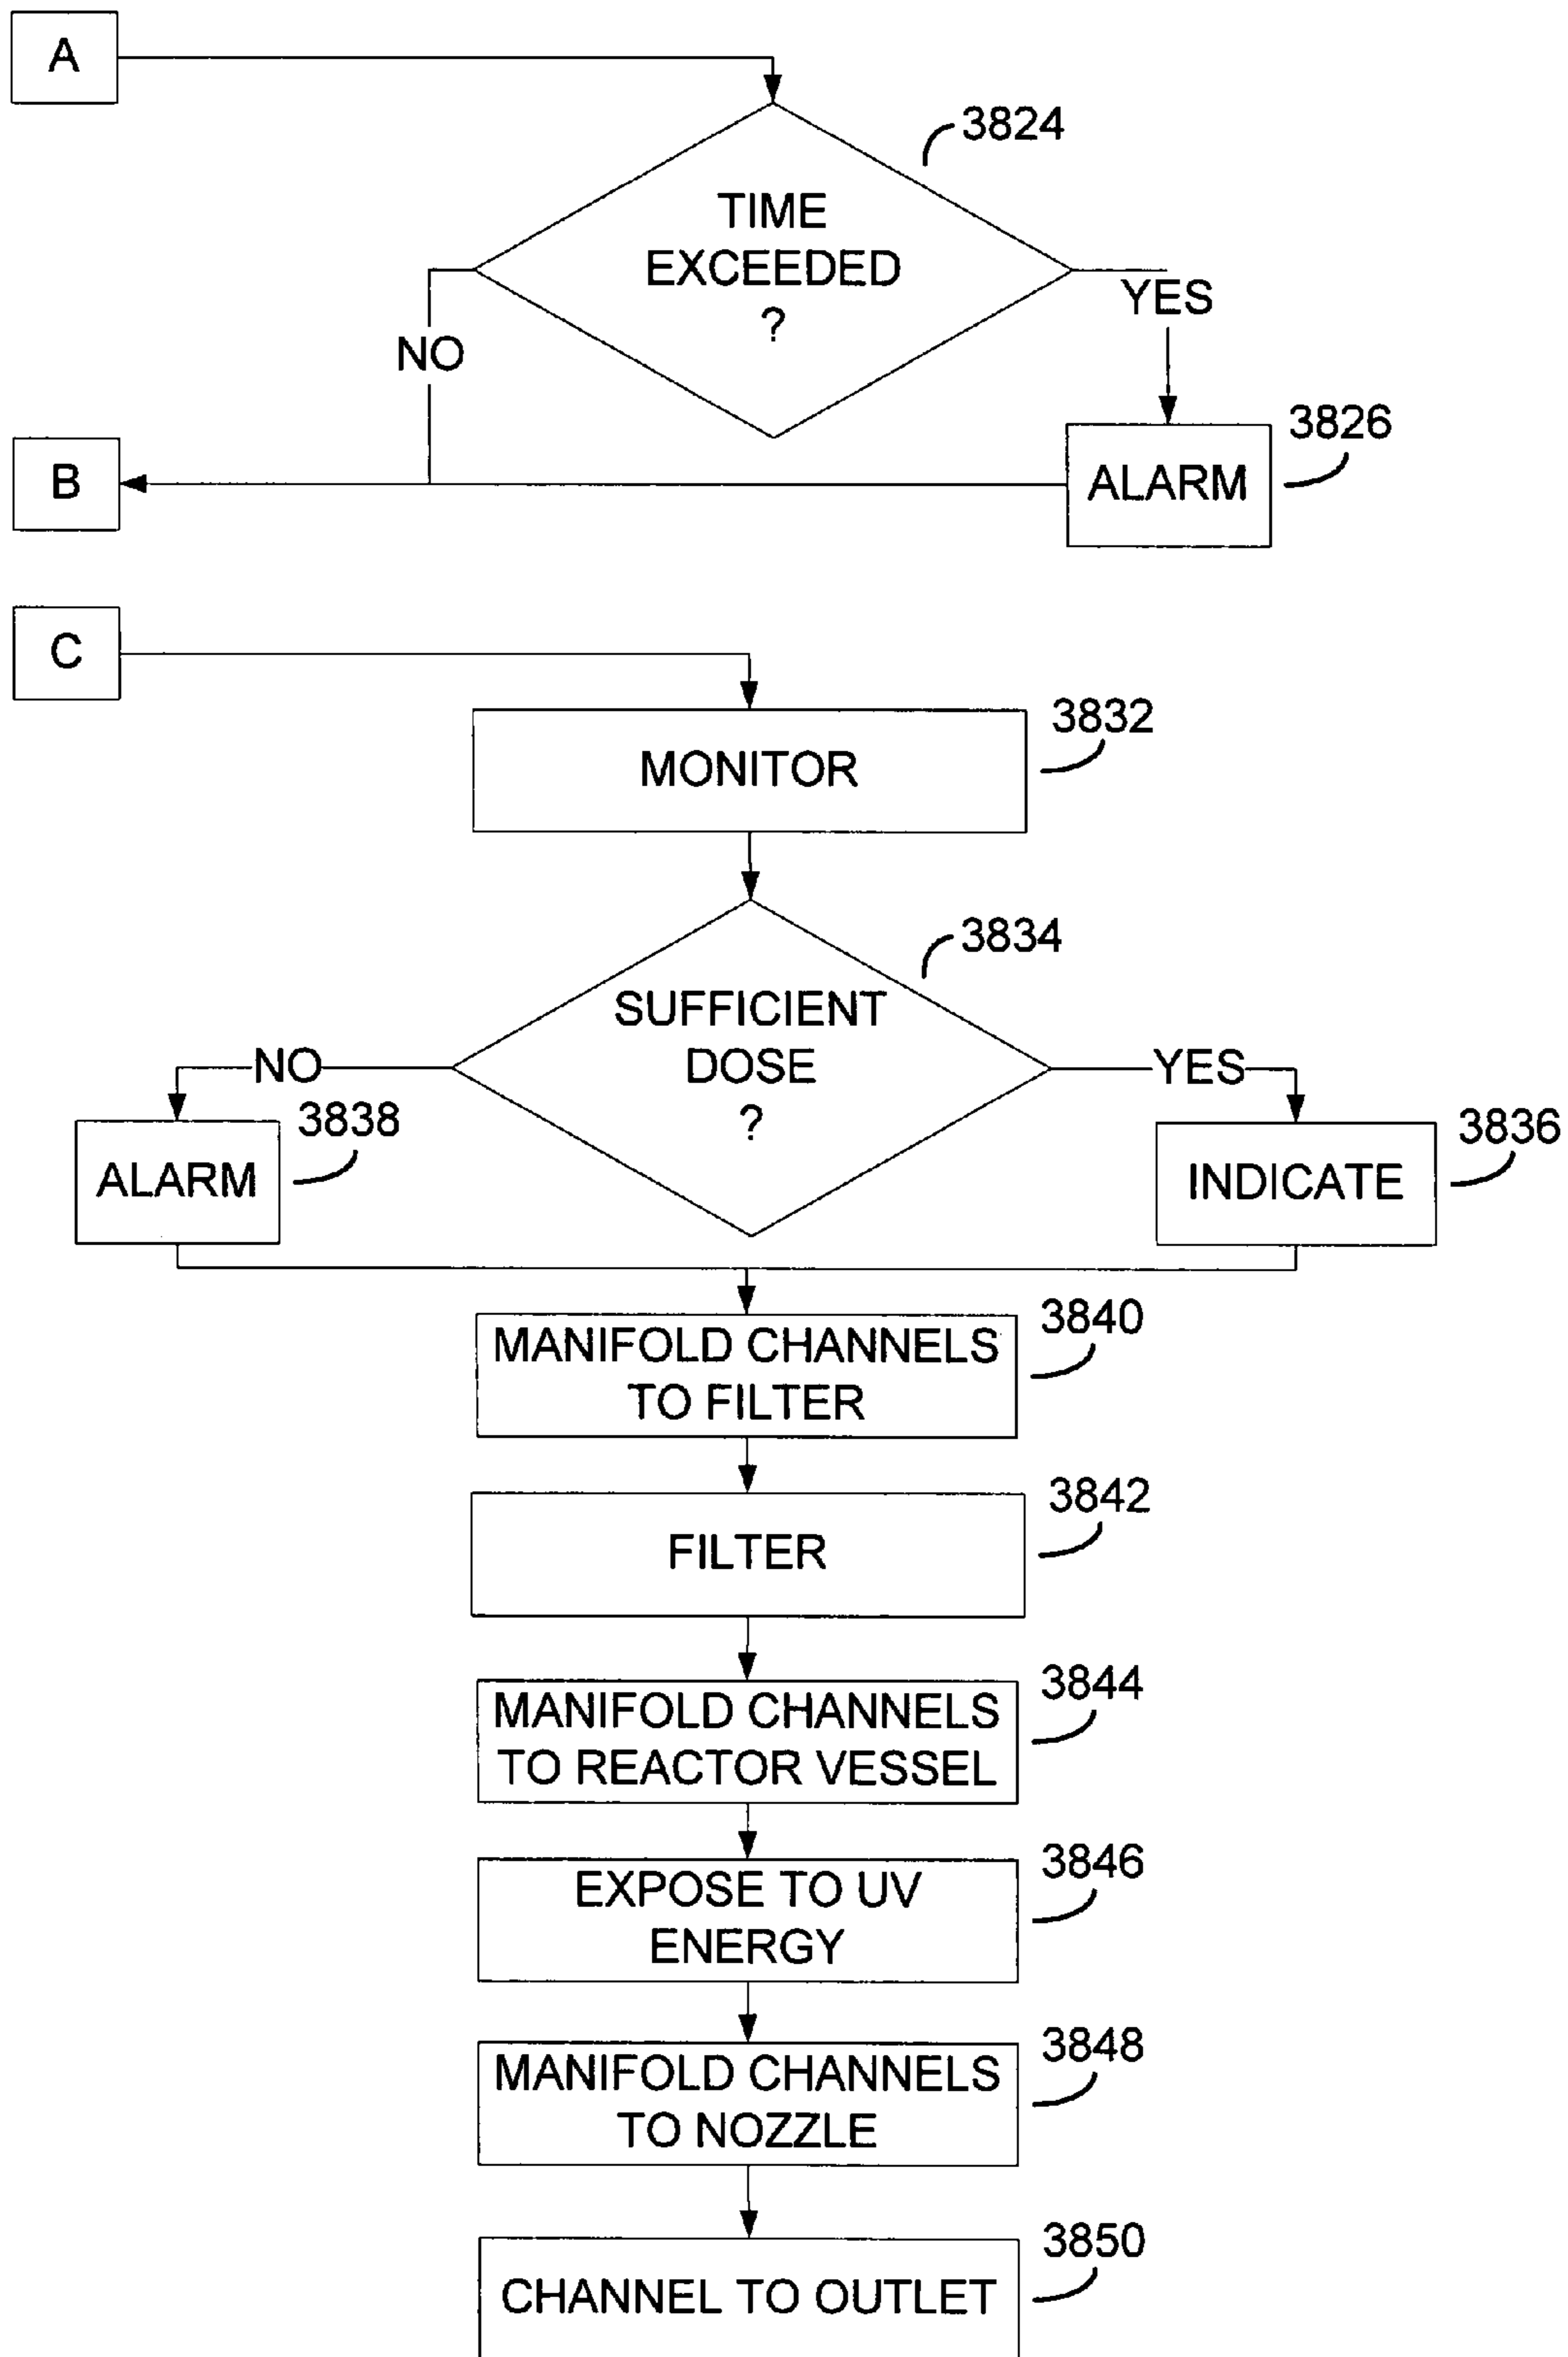 A
3824
TIME
EXCEEDED
?
YES
NO
3826
B
ALARM
C
3832
MONITOR
3834
SUFFICIENT
DOSE
?
NO
YES
3838
3836
ALARM
INDICATE
3840
MANIFOLD CHANNELS
TO FILTER
3842
FILTER
3844
MANIFOLD CHANNELS
TO REACTOR VESSEL
3846
EXPOSE TO UV
ENERGY
3848
MANIFOLD CHANNELS
TO NOZZLE
3850
CHANNEL TO OUTLET